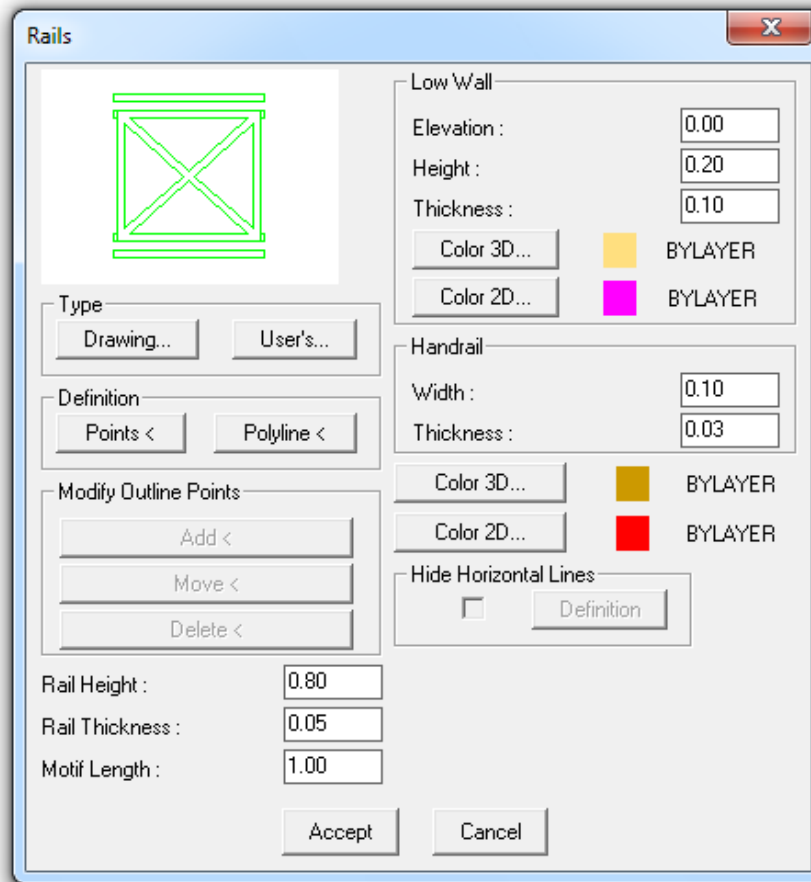 Rails
Type
Drawing...
User's...
Definition
Points <
Polyline <
Modify Outline Points
Add <
Move <
Delete <
Rail Height : 0.80
Rail Thickness : 0.05
Motif Length : 1.00
Low Wall
Elevation : 0.00
Height : 0.20
Thickness : 0.10
Color 3D... BYLAYER
Color 2D... BYLAYER
Handrail
Width : 0.10
Thickness : 0.03
Color 3D... BYLAYER
Color 2D... BYLAYER
Hide Horizontal Lines
Definition
Accept
Cancel